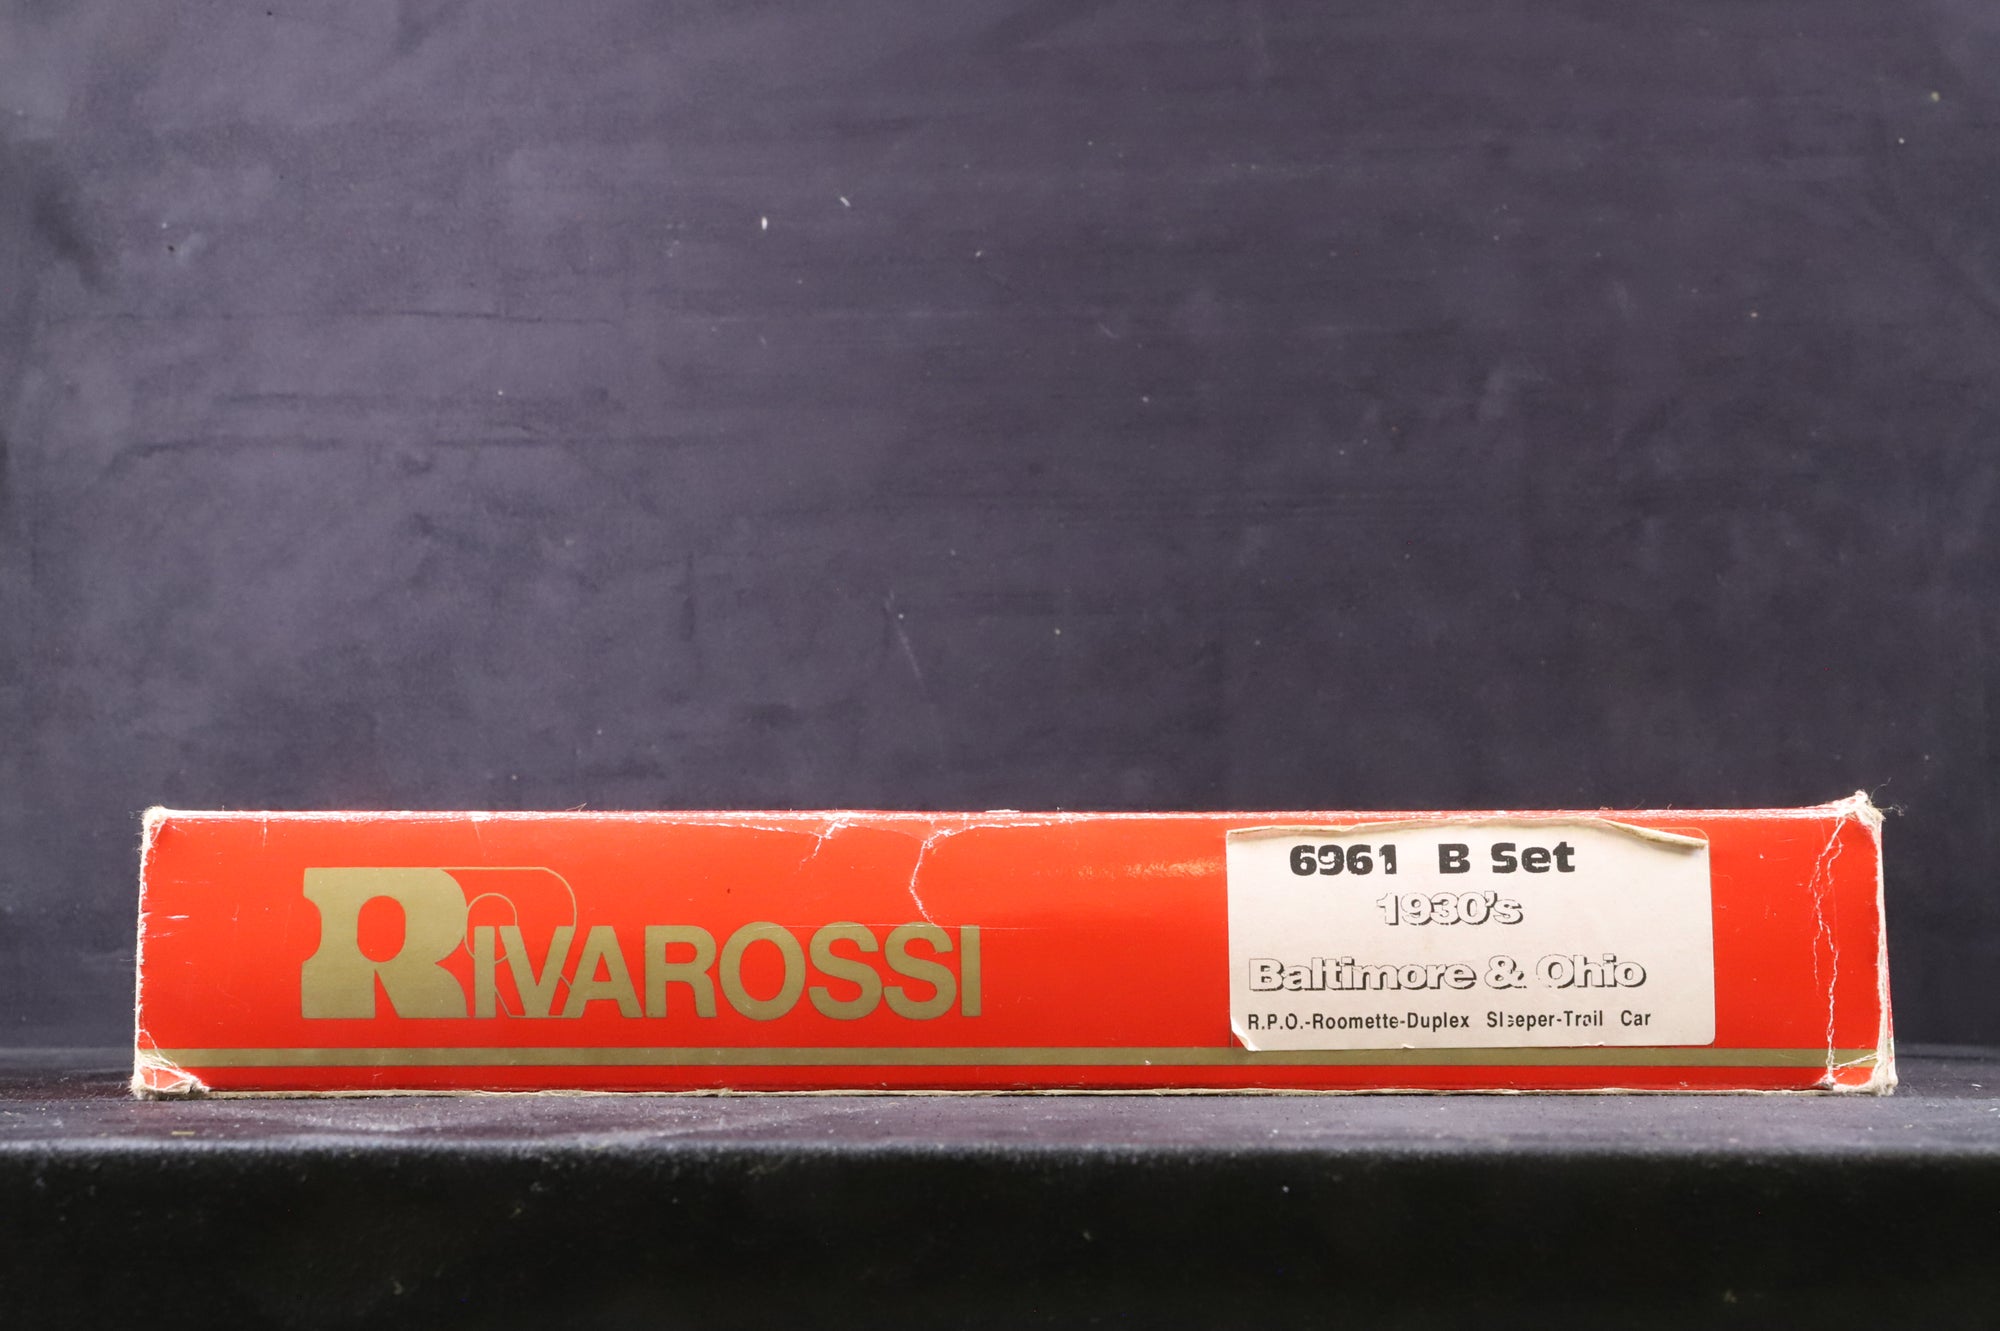 RIVAROSSI
6961 B Set
1930's
Baltimore & Ohio
R.P.O.-Roomette-Duplex Sleeper-Trail Car